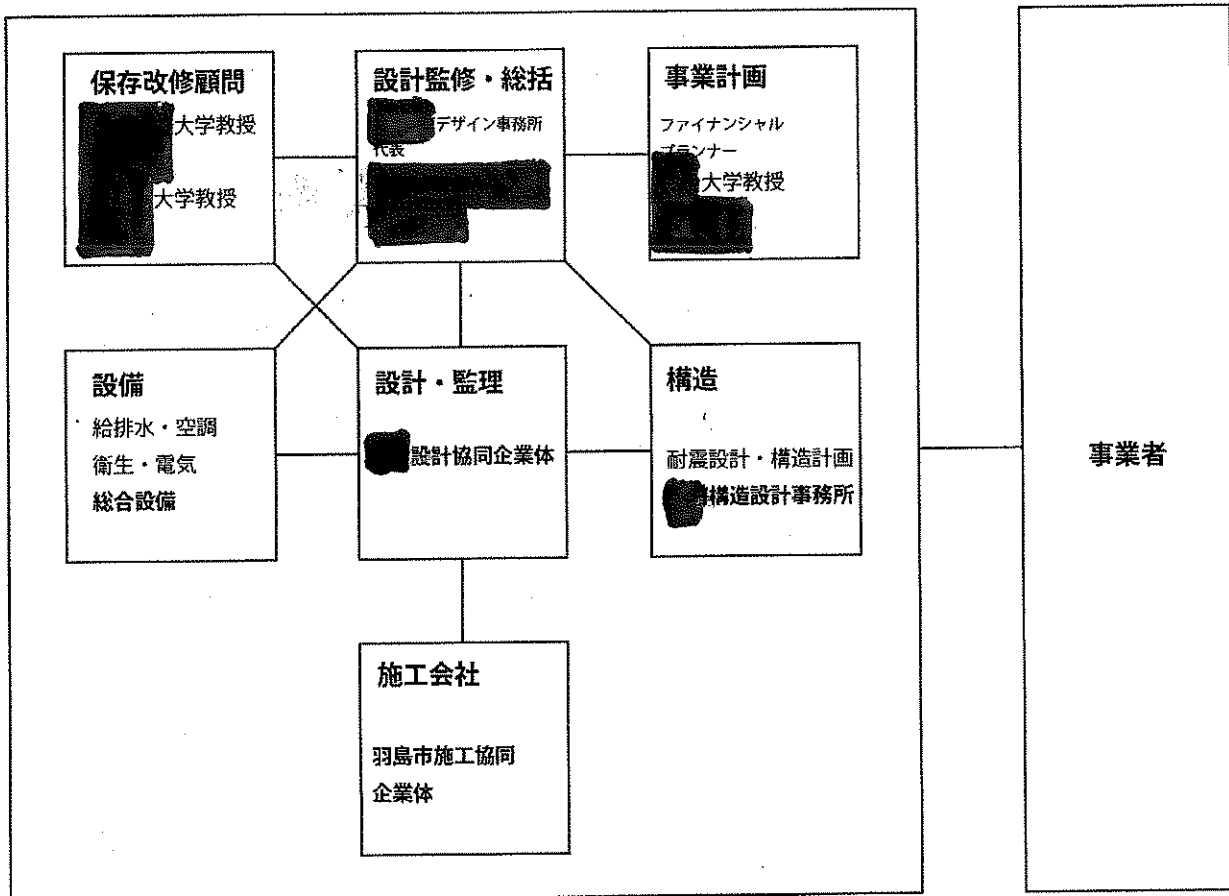 保存改修顧問
大学教授
大学教授
設計監修・総括
デザイン事務所
代表
事業計画
ファイナンシャル
プランナー
大学教授
設備
給排水・空調
衛生・電気
総合設備
設計・監理
設計協同企業体
構造
耐震設計・構造計画
構造設計事務所
施工会社
羽島市施工協同
企業体
事業者